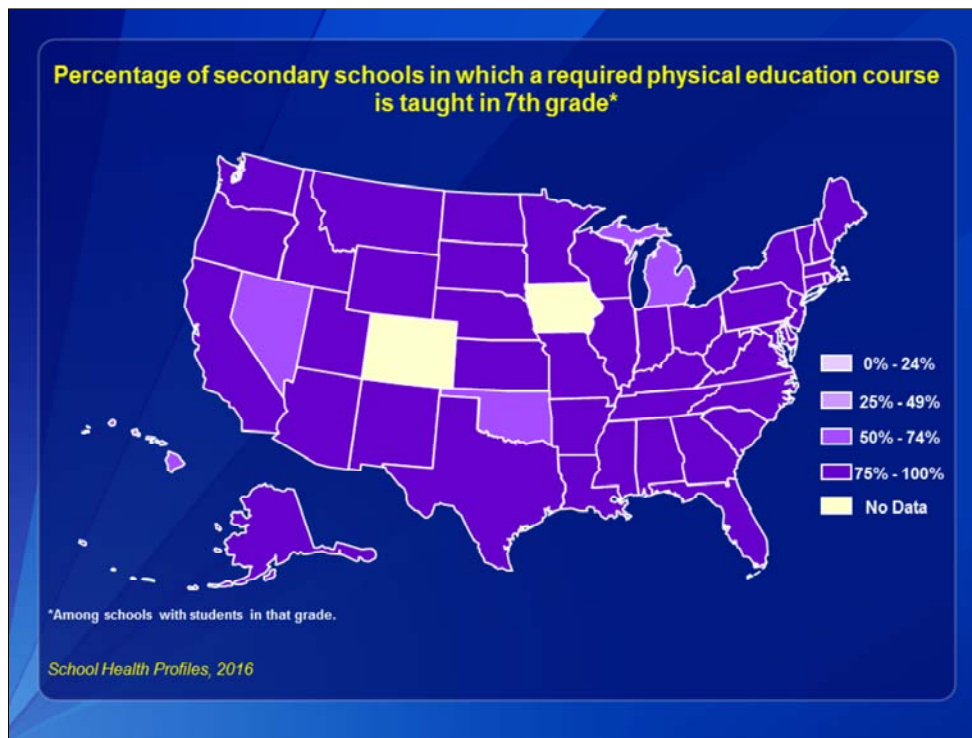 Percentage of secondary schools in which a required physical education course
is taught in 7th grade*
0% - 24%
25% - 49%
50% - 74%
75% - 100%
No Data
*Among schools with students in that grade.
School Health Profiles, 2016